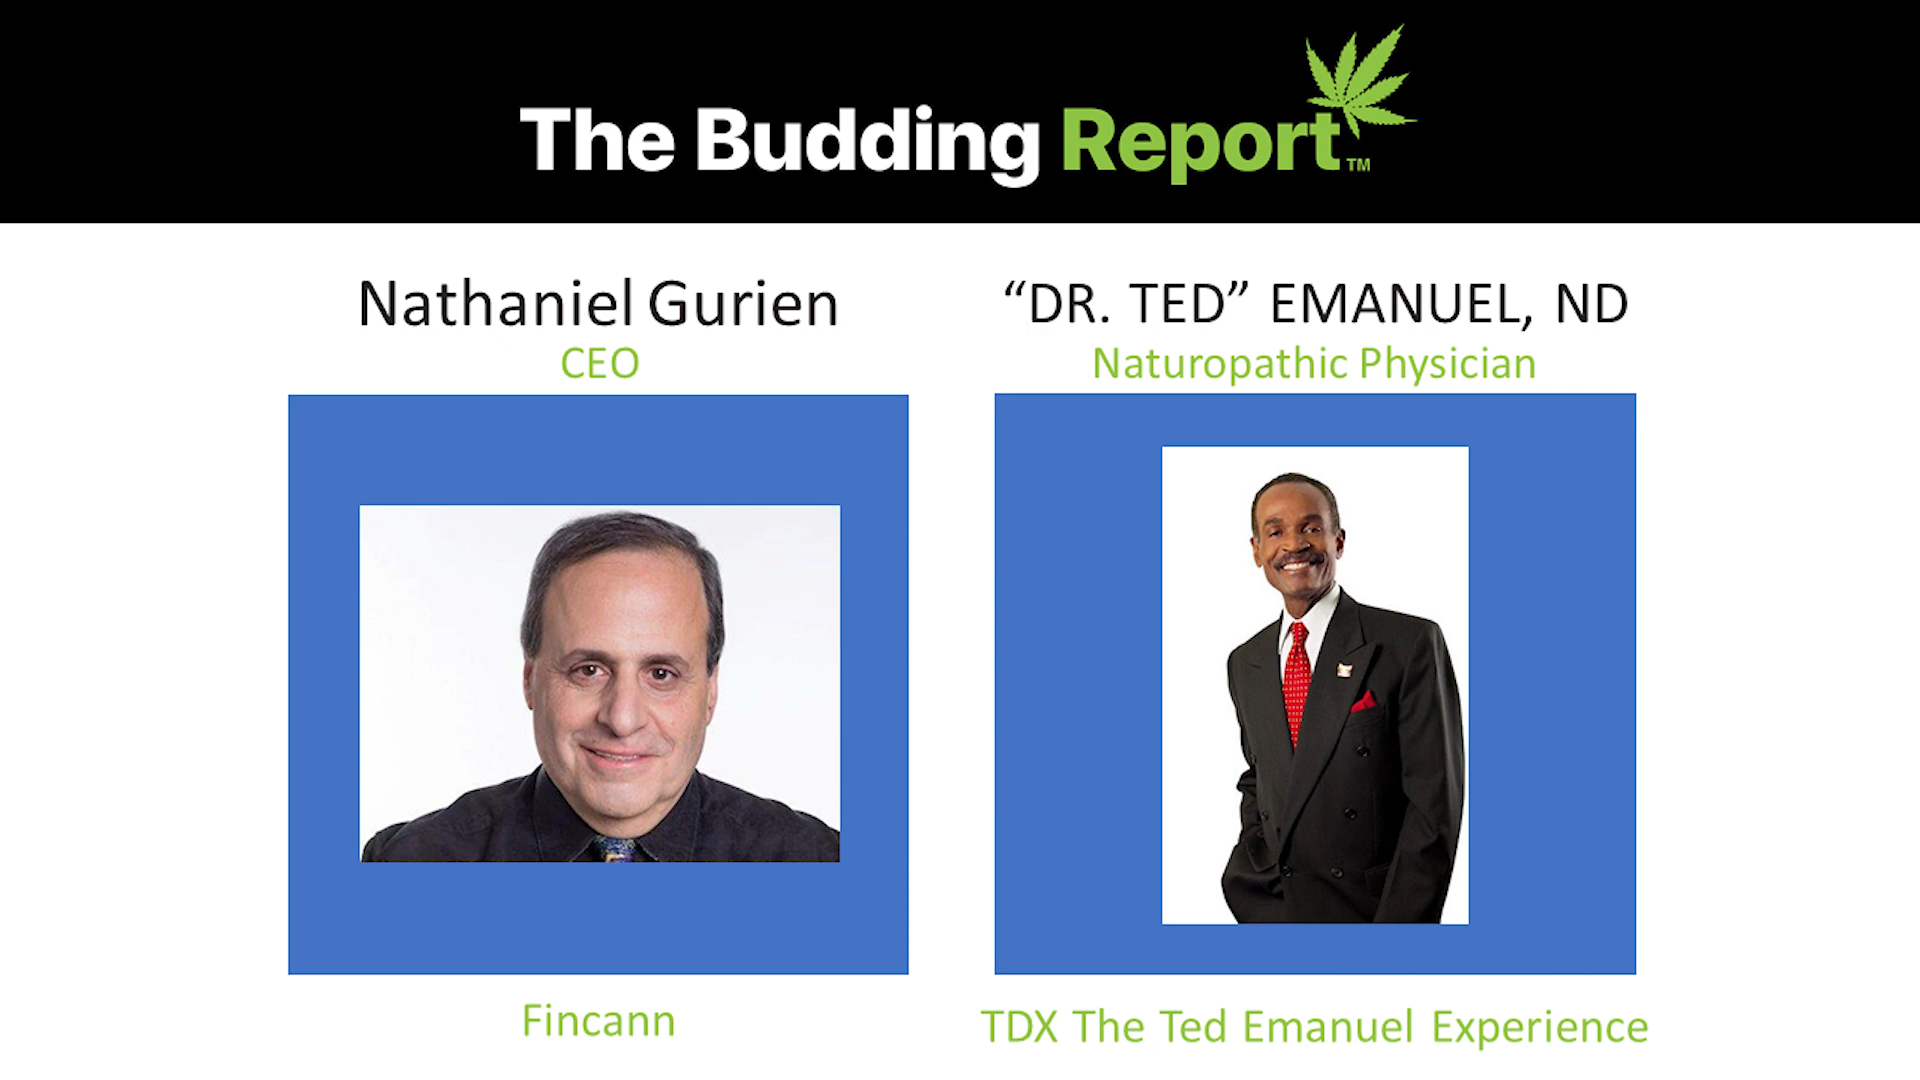 The Budding Report™
Nathaniel Gurien
CEO
Fincann
“DR. TED” EMANUEL, ND
Naturopathic Physician
TDX The Ted Emanuel Experience